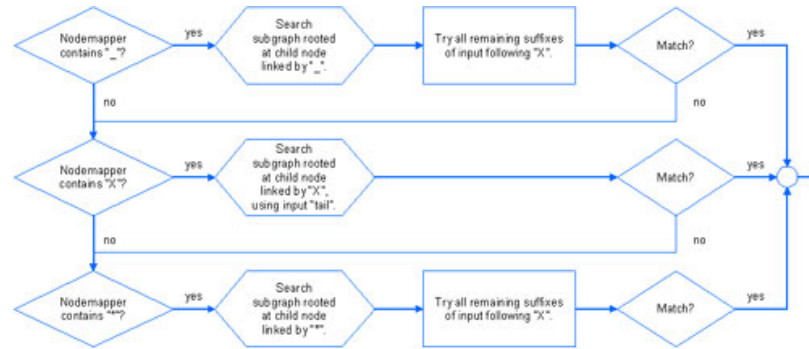 Nodemapper
contains "_"?
yes
Search
subgraph rooted
at child node
linked by "_".
Try all remaining suffixes
of input following "X".
Match?
yes
no
no
Nodemapper
contains "X"?
yes
Search
subgraph rooted
at child node
linked by "X",
using input "tail".
Match?
yes
no
no
Nodemapper
contains "*"?
yes
Search
subgraph rooted
at child node
linked by "*".
Try all remaining suffixes
of input following "X".
Match?
yes